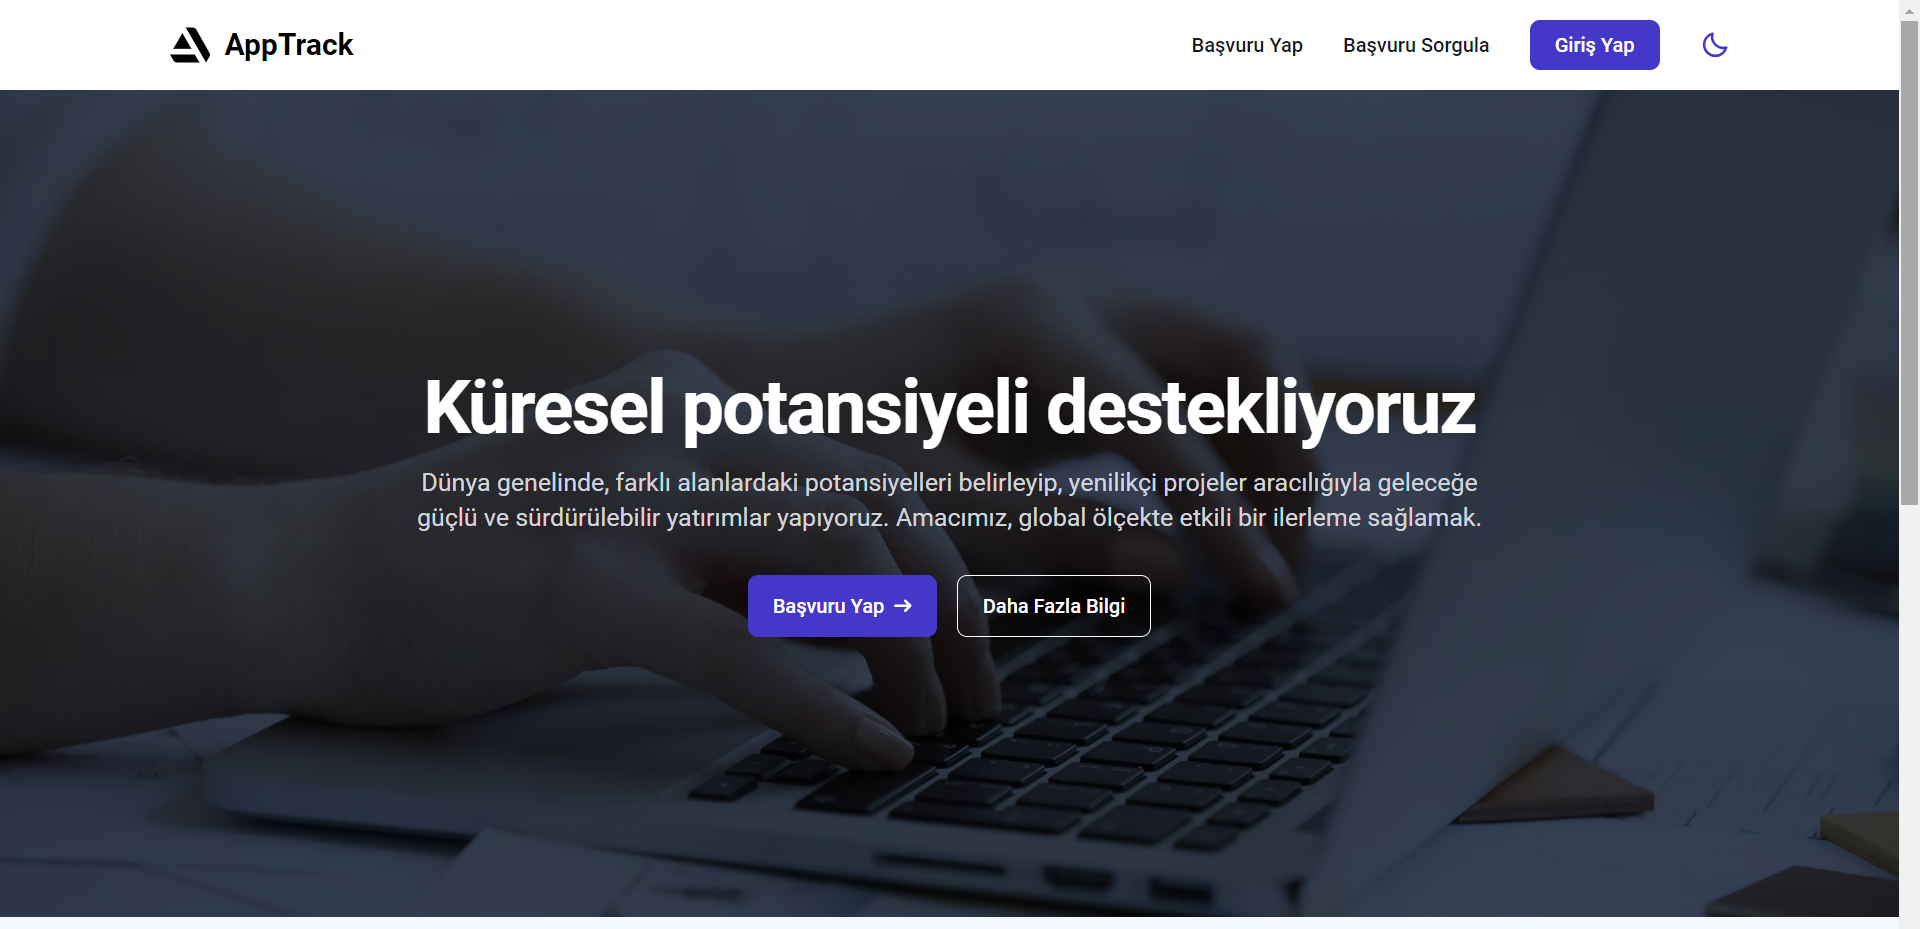 AppTrack
Başvuru Yap
Başvuru Sorgula
Giriş Yap
Küresel potansiyeli destekliyoruz
Dünya genelinde, farklı alanlardaki potansiyelleri belirleyip, yenilikçi projeler aracılığıyla geleceğe
güçlü ve sürdürülebilir yatırımlar yapıyoruz. Amacımız, global ölçekte etkili bir ilerleme sağlamak.
Başvuru Yap →
Daha Fazla Bilgi